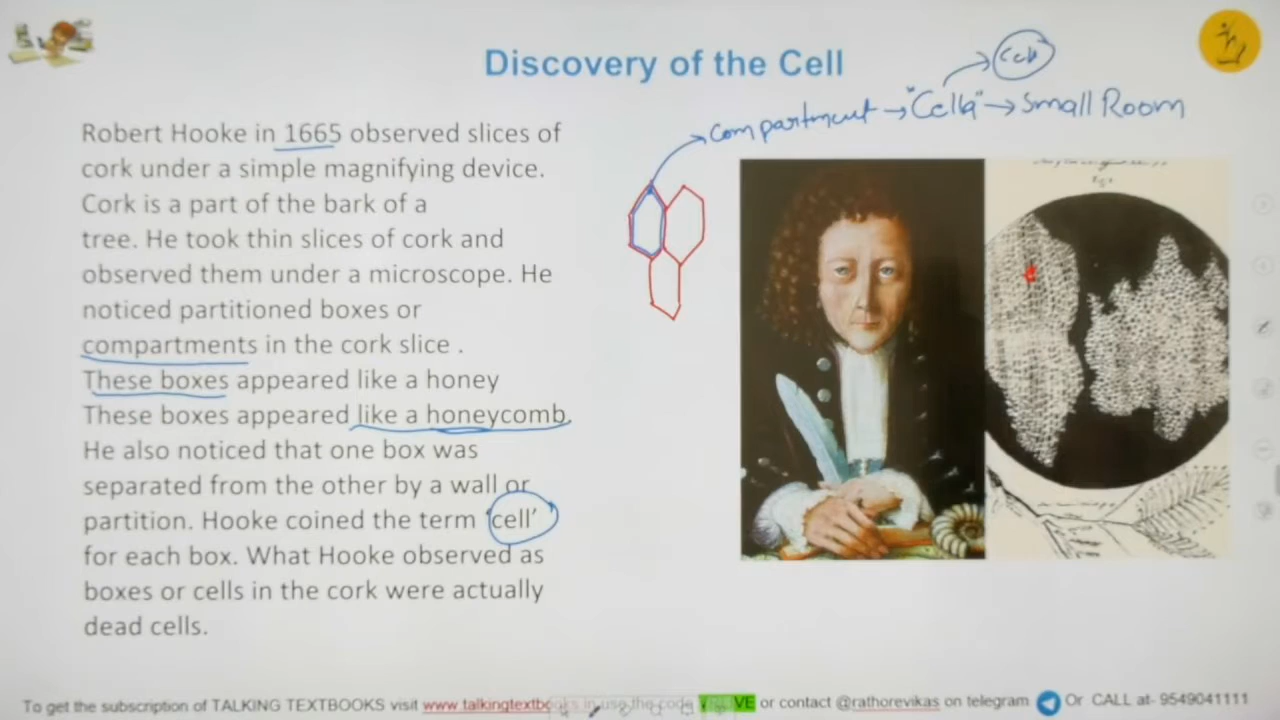 Discovery of the Cell
Cell
Compartment → "Cella" → Small Room
Robert Hooke in 1665 observed slices of
cork under a simple magnifying device.
Cork is a part of the bark of a
tree. He took thin slices of cork and
observed them under a microscope. He
noticed partitioned boxes or
compartments in the cork slice .
These boxes appeared like a honey
These boxes appeared like a honeycomb.
He also noticed that one box was
separated from the other by a wall or
partition. Hooke coined the term 'cell'
for each box. What Hooke observed as
boxes or cells in the cork were actually
dead cells.
To get the subscription of TALKING TEXTBOOKS visit www.talkingtextbooks.in use the code VE or contact @rathorevikas on telegram Or CALL at- 9549041111